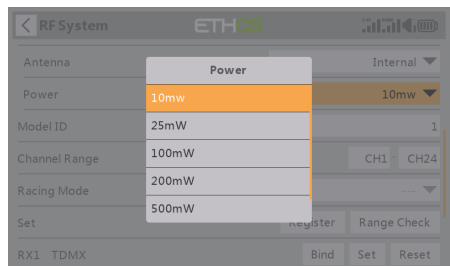 RF System
ETHOS
Antenna
Internal
Power
Power
10mw
10mw
25mW
Model ID
1
100mW
Channel Range
CH1 - CH24
200mW
Racing Mode
---
500mW
Set
Register
Range Check
RX1 TDMX
Bind
Set
Reset